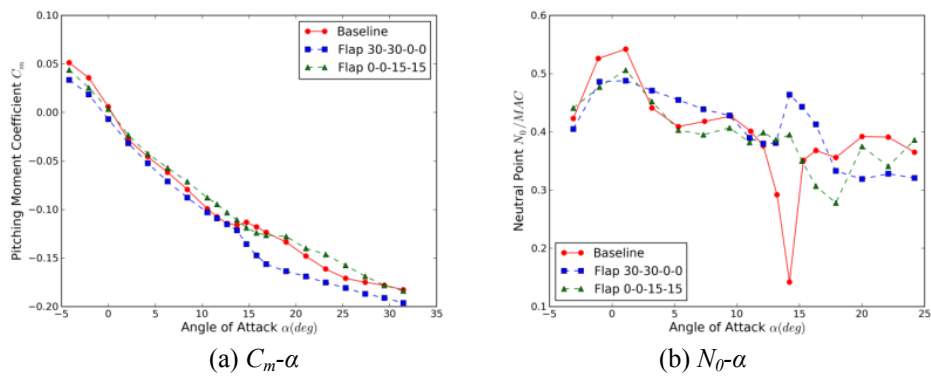 0.10
0.05
0.00
−0.05
−0.10
−0.15
−0.20
Pitching Moment Coefficient Cm
Baseline
Flap 30-30-0-0
Flap 0-0-15-15
−5 0 5 10 15 20 25 30 35
Angle of Attack α(deg)
(a) Cm-α
0.6
0.5
0.4
0.3
0.2
0.1
Neutral Point N0/MAC
Baseline
Flap 30-30-0-0
Flap 0-0-15-15
−5 0 5 10 15 20 25
Angle of Attack α(deg)
(b) N0-α